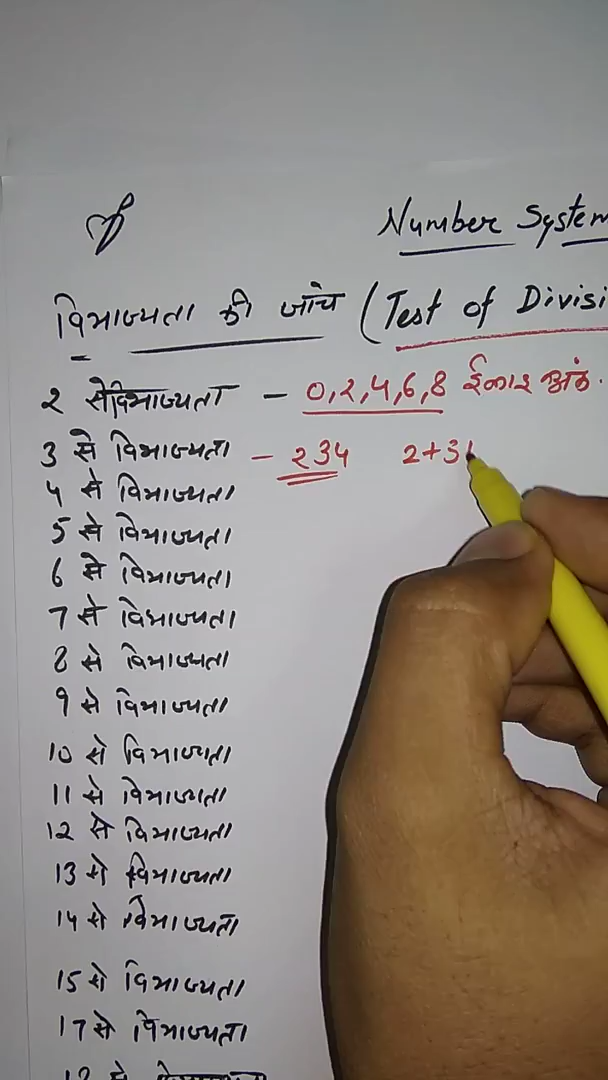 Number System
विभाज्यता की जाँच (Test of Divisi
2 से विभाज्यता - 0,2,4,6,8 ईकाइ अंक.
3 से विभाज्यता - 234 2+3
4 से विभाज्यता
5 से विभाज्यता
6 से विभाज्यता
7 से विभाज्यता
8 से विभाज्यता
9 से विभाज्यता
10 से विभाज्यता
11 से विभाज्यता
12 से विभाज्यता
13 से विभाज्यता
14 से विभाज्यता
15 से विभाज्यता
17 से विभाज्यता